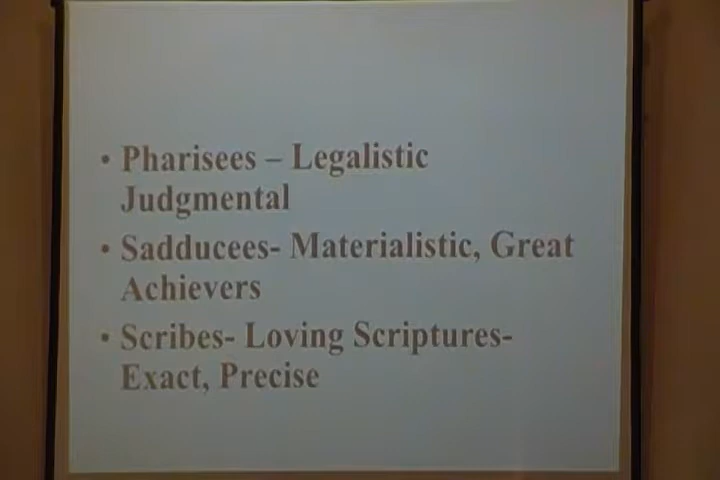 • Pharisees – Legalistic
Judgmental
• Sadducees- Materialistic, Great
Achievers
• Scribes- Loving Scriptures-
Exact, Precise